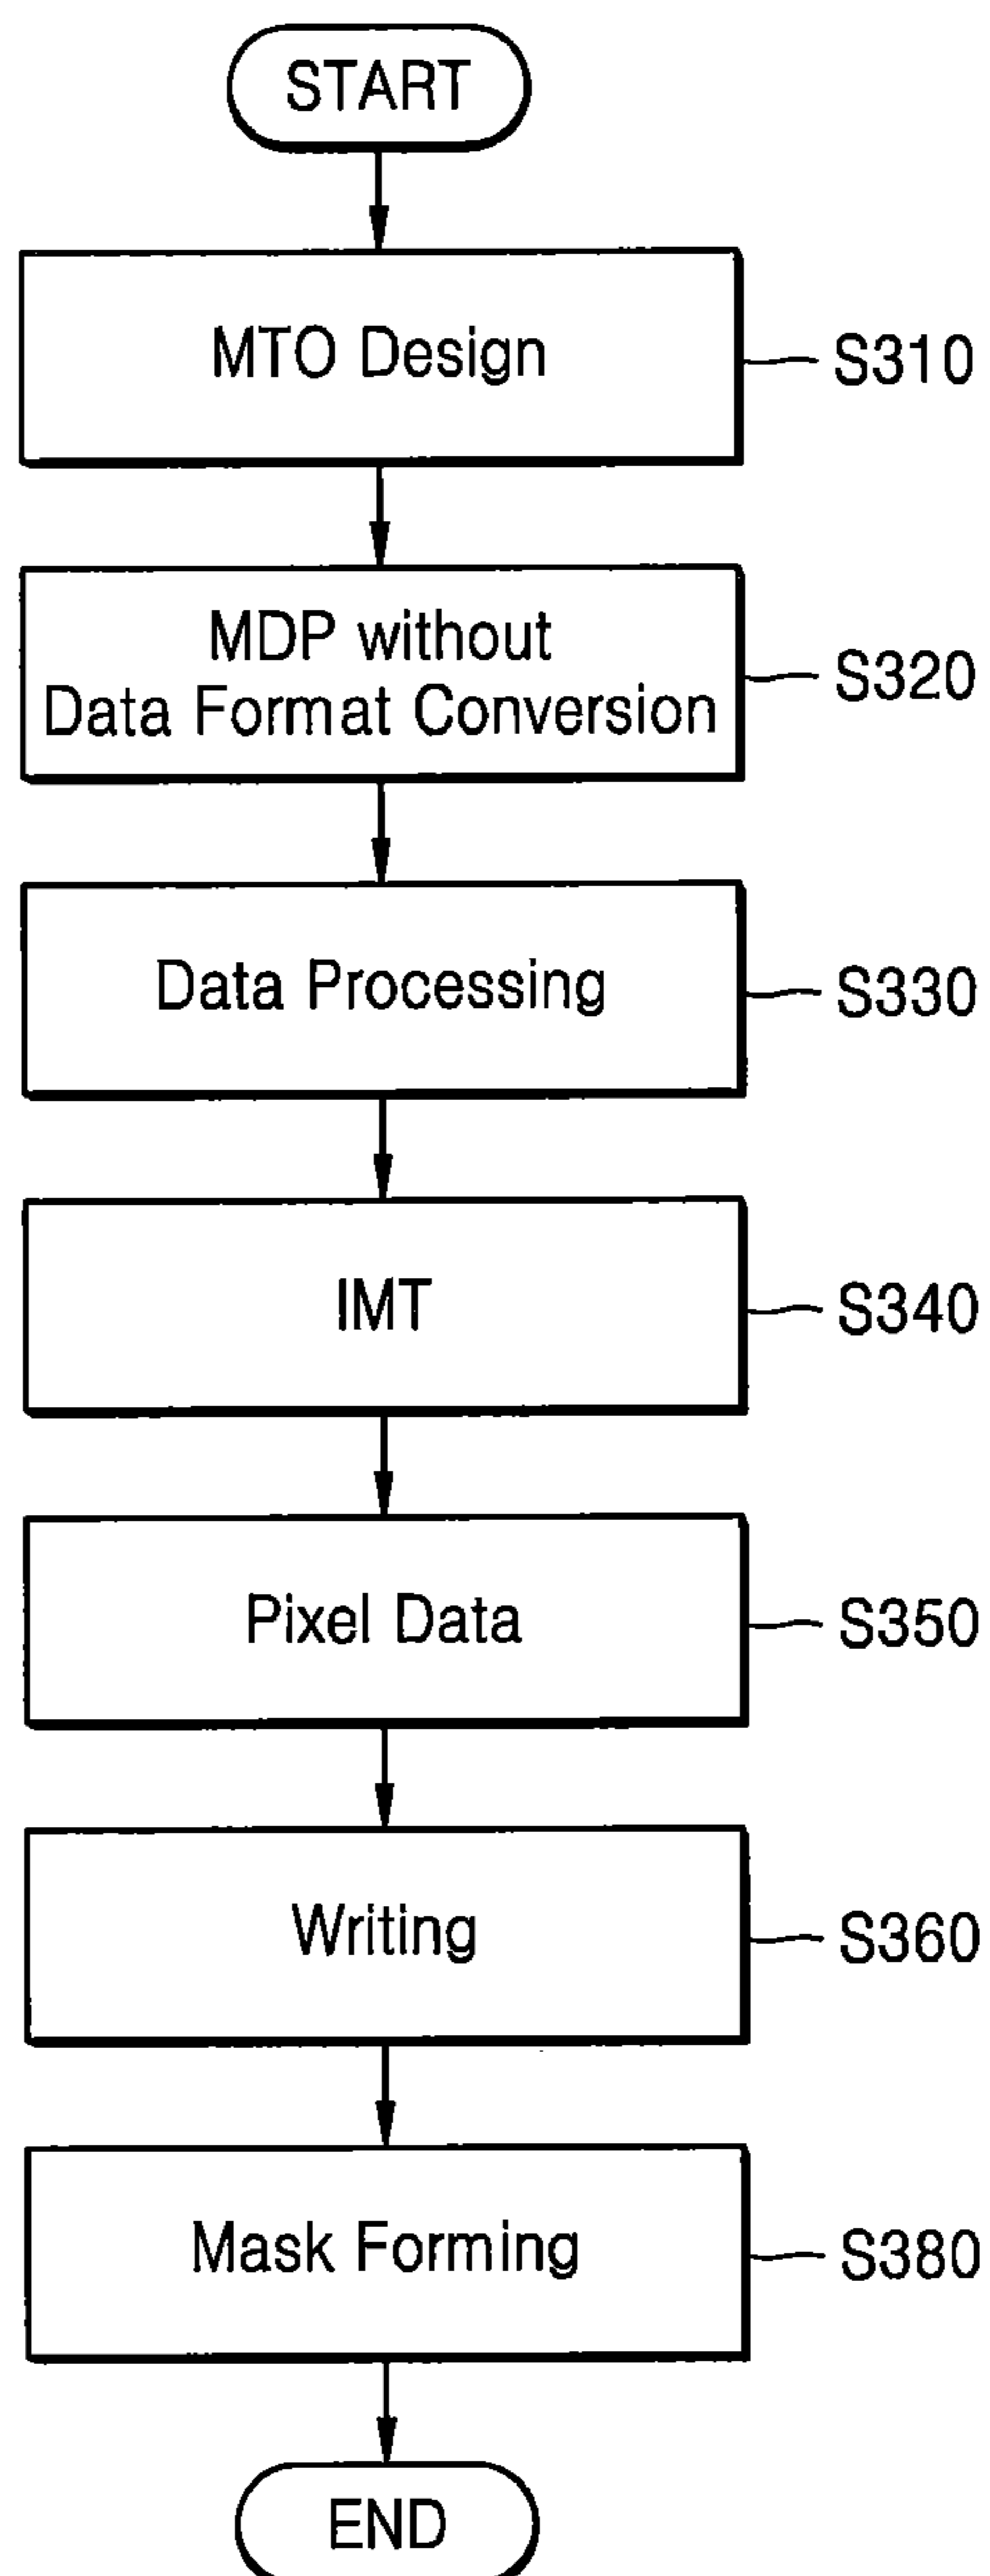 START
MTO Design
S310
MDP without
Data Format Conversion
S320
Data Processing
S330
IMT
S340
Pixel Data
S350
Writing
S360
Mask Forming
S380
END